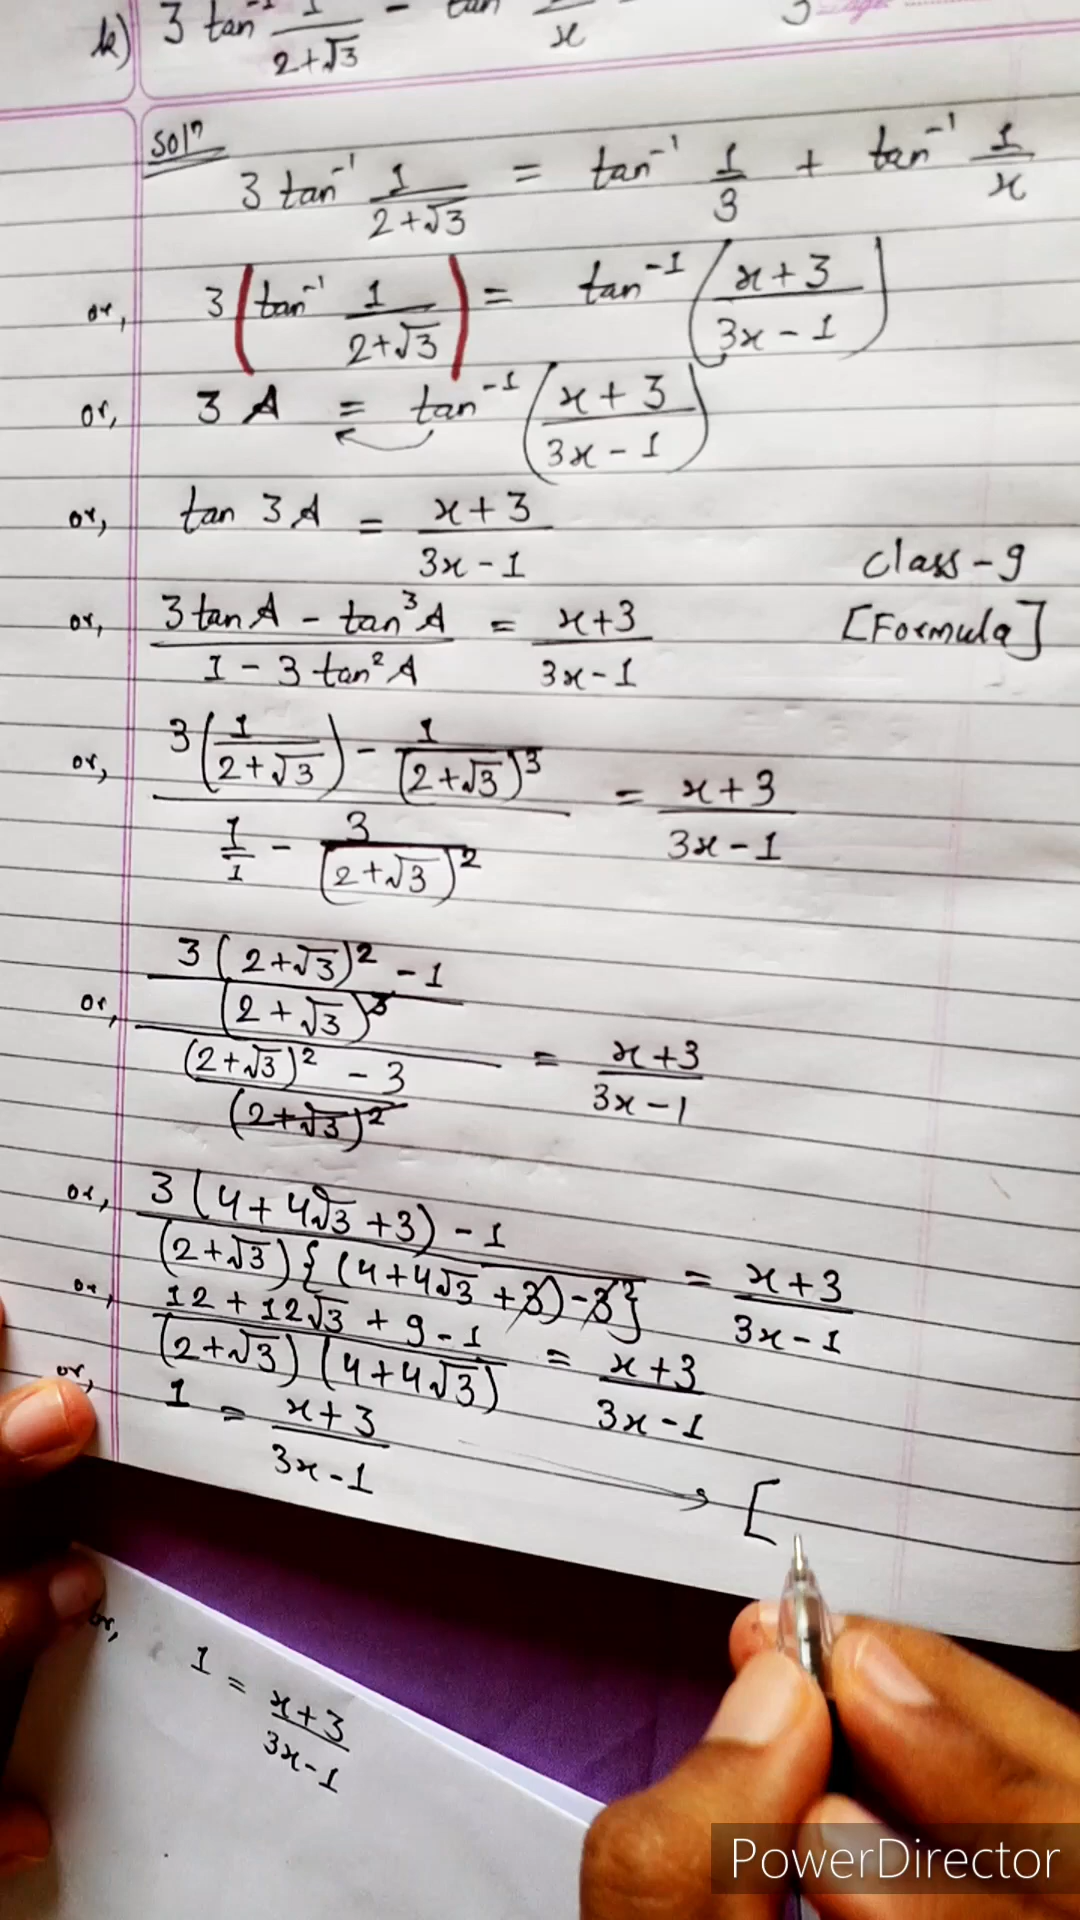 k) 3 tan⁻¹ 1/(2+√3) - tan 1/x 3
Solⁿ
3 tan⁻¹ 1/(2+√3) = tan⁻¹ 1/3 + tan⁻¹ 1/x
or, 3(tan⁻¹ 1/(2+√3)) = tan⁻¹((x+3)/(3x-1))
or, 3A = tan⁻¹((x+3)/(3x-1))
or, tan 3A = (x+3)/(3x-1)
class-9
or, (3tanA - tan³A)/(1-3tan²A) = (x+3)/(3x-1) [Formula]
or, (3(1/(2+√3)) - 1/(2+√3)³)/(1/1 - 3/(2+√3)²) = (x+3)/(3x-1)
or, ((3(2+√3)²-1)/(2+√3)³)/(((2+√3)²-3)/(2+√3)²) = (x+3)/(3x-1)
or, (3(4+4√3+3)-1)/((2+√3){(4+4√3+3)-3}) = (x+3)/(3x-1)
or, (12+12√3+9-1)/((2+√3)(4+4√3)) = (x+3)/(3x-1)
or, 1 = (x+3)/(3x-1) → [
or, 1 = (x+3)/(3x-1)
PowerDirector